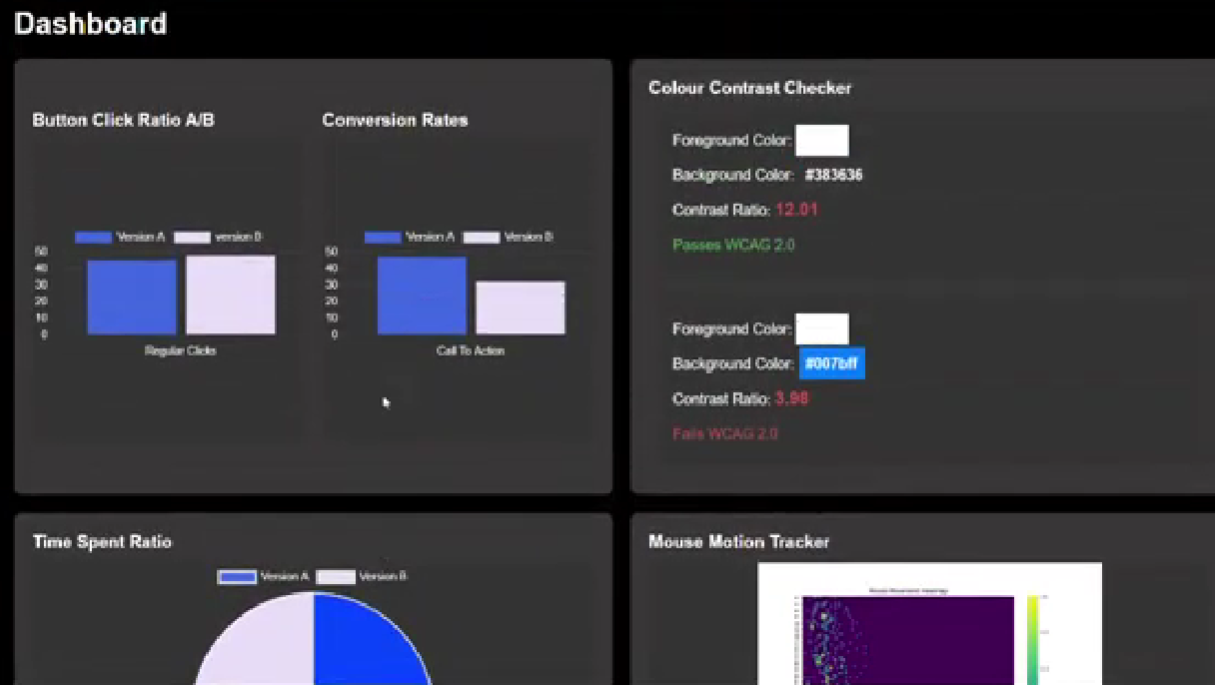 Dashboard
Button Click Ratio A/B
Version A version B
50
40
30
20
10
0
Regular Clicks
Conversion Rates
Version A Version B
50
40
30
20
10
0
Call To Action
Colour Contrast Checker
Foreground Color:
Background Color: #383636
Contrast Ratio: 12.01
Passes WCAG 2.0
Foreground Color:
Background Color: #007bff
Contrast Ratio: 3.98
Fails WCAG 2.0
Time Spent Ratio
Version A Version B
Mouse Motion Tracker
Mouse Movement Heatmap